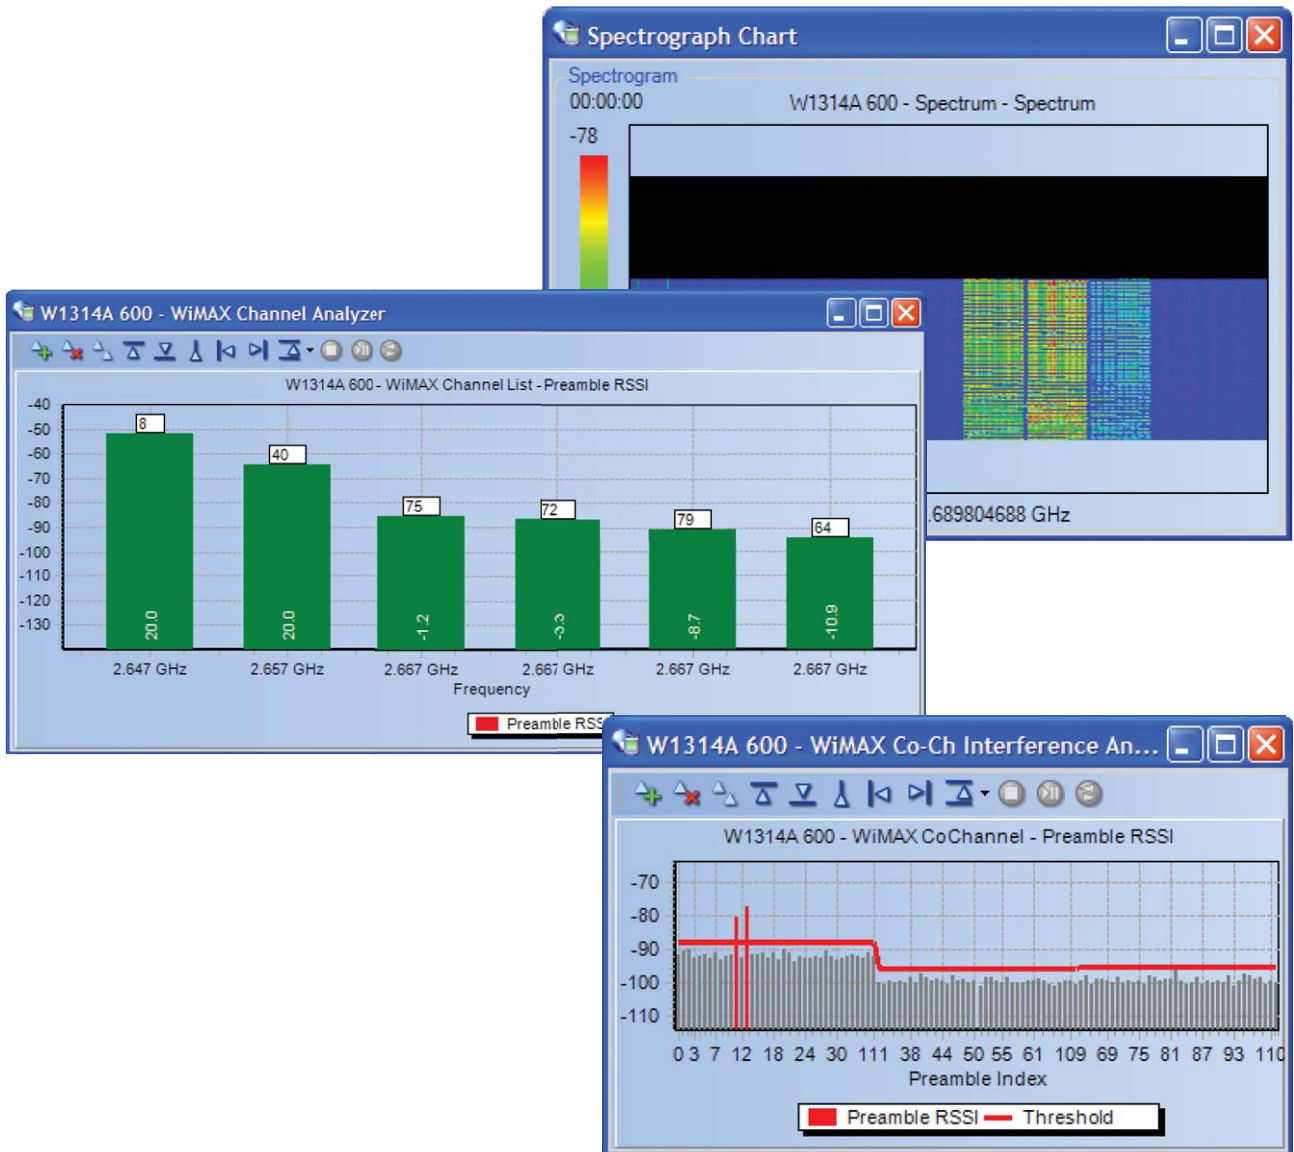 Spectrograph Chart
Spectrogram
00:00:00
W1314A 600 - Spectrum - Spectrum
-78
.689804688 GHz
W1314A 600 - WiMAX Channel Analyzer
W1314A 600 - WiMAX Channel List - Preamble RSSI
-40
-50
-60
-70
-80
-90
-100
-110
-120
-130
8
40
75
72
79
64
20.0
20.0
-1.2
-3.3
-8.7
-10.9
2.647 GHz 2.657 GHz 2.667 GHz 2.667 GHz 2.667 GHz 2.667 GHz
Frequency
Preamble RSS
W1314A 600 - WiMAX Co-Ch Interference An...
W1314A 600 - WiMAX CoChannel - Preamble RSSI
-70
-80
-90
-100
-110
0 3 7 12 18 24 30 111 38 44 50 55 61 109 69 75 81 87 93 110
Preamble Index
Preamble RSSI Threshold